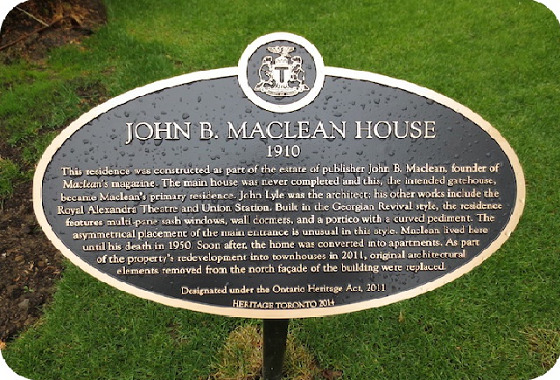 T
JOHN B. MACLEAN HOUSE
1910
This residence was constructed as part of the estate of publisher John B. Maclean, founder of
Maclean's magazine. The main house was never completed and this, the intended gatehouse,
became Maclean's primary residence. John Lyle was the architect; his other works include the
Royal Alexandra Theatre and Union Station. Built in the Georgian Revival style, the residence
features multi-pane sash windows, wall dormers, and a portico with a curved pediment. The
asymmetrical placement of the main entrance is unusual in this style. Maclean lived here
until his death in 1950. Soon after, the home was converted into apartments. As part
of the property's redevelopment into townhouses in 2011, original architectural
elements removed from the north façade of the building were replaced.
Designated under the Ontario Heritage Act, 2011
HERITAGE TORONTO 2014